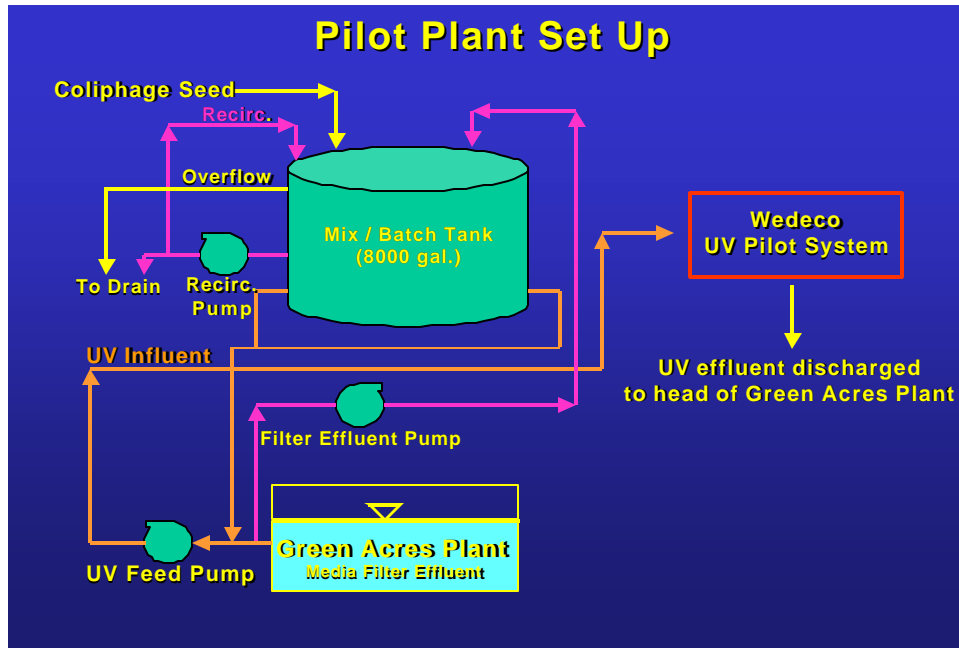 Pilot Plant Set Up
Coliphage Seed
Recirc.
Overflow
Mix / Batch Tank
(8000 gal.)
Wedeco
UV Pilot System
To Drain
Recirc.
Pump
UV Influent
UV effluent discharged
to head of Green Acres Plant
Filter Effluent Pump
Green Acres Plant
Media Filter Effluent
UV Feed Pump